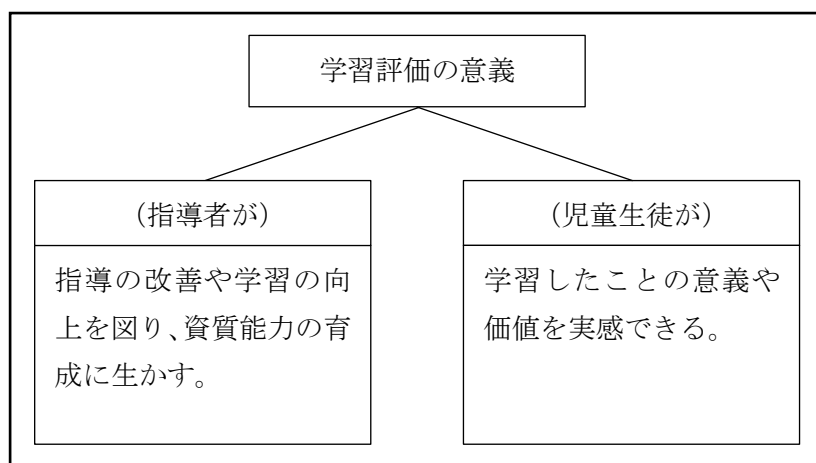 学習評価の意義
(指導者が)
指導の改善や学習の向
上を図り、資質能力の育
成に生かす。
(児童生徒が)
学習したことの意義や
価値を実感できる。